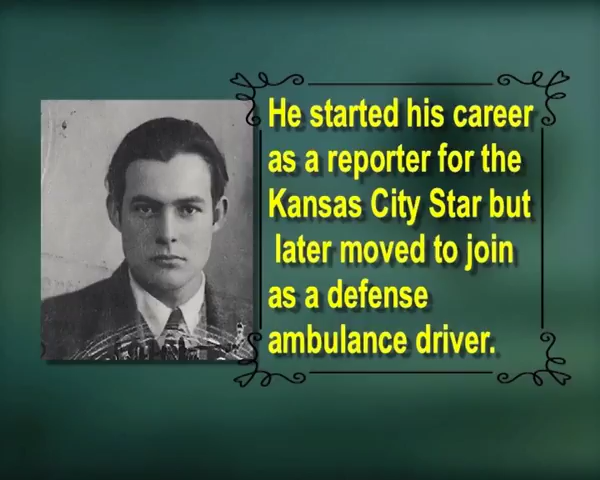 He started his career
as a reporter for the
Kansas City Star but
later moved to join
as a defense
ambulance driver.